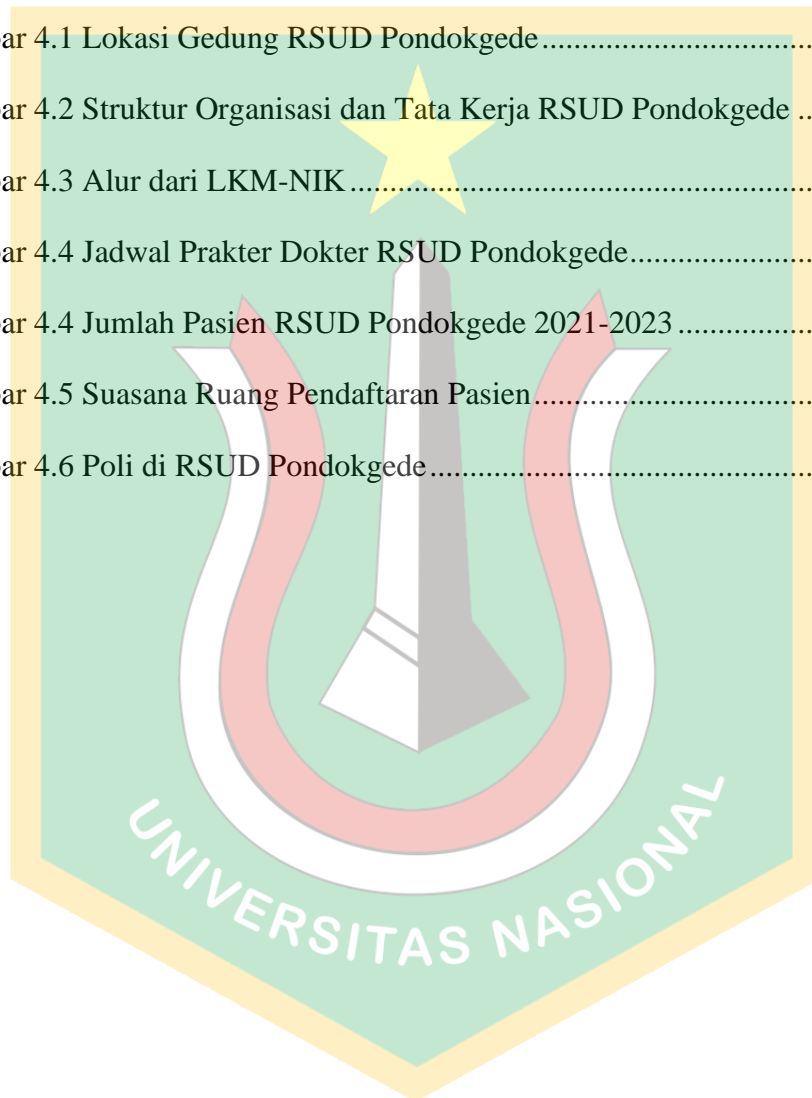 ar 4.1 Lokasi Gedung RSUD Pondokgede....................................
ar 4.2 Struktur Organisasi dan Tata Kerja RSUD Pondokgede ..
ar 4.3 Alur dari LKM-NIK..............................................................
ar 4.4 Jadwal Prakter Dokter RSUD Pondokgede........................
ar 4.4 Jumlah Pasien RSUD Pondokgede 2021-2023..................
ar 4.5 Suasana Ruang Pendaftaran Pasien.....................................
ar 4.6 Poli di RSUD Pondokgede...................................................
UNIVERSITAS NASIONAL